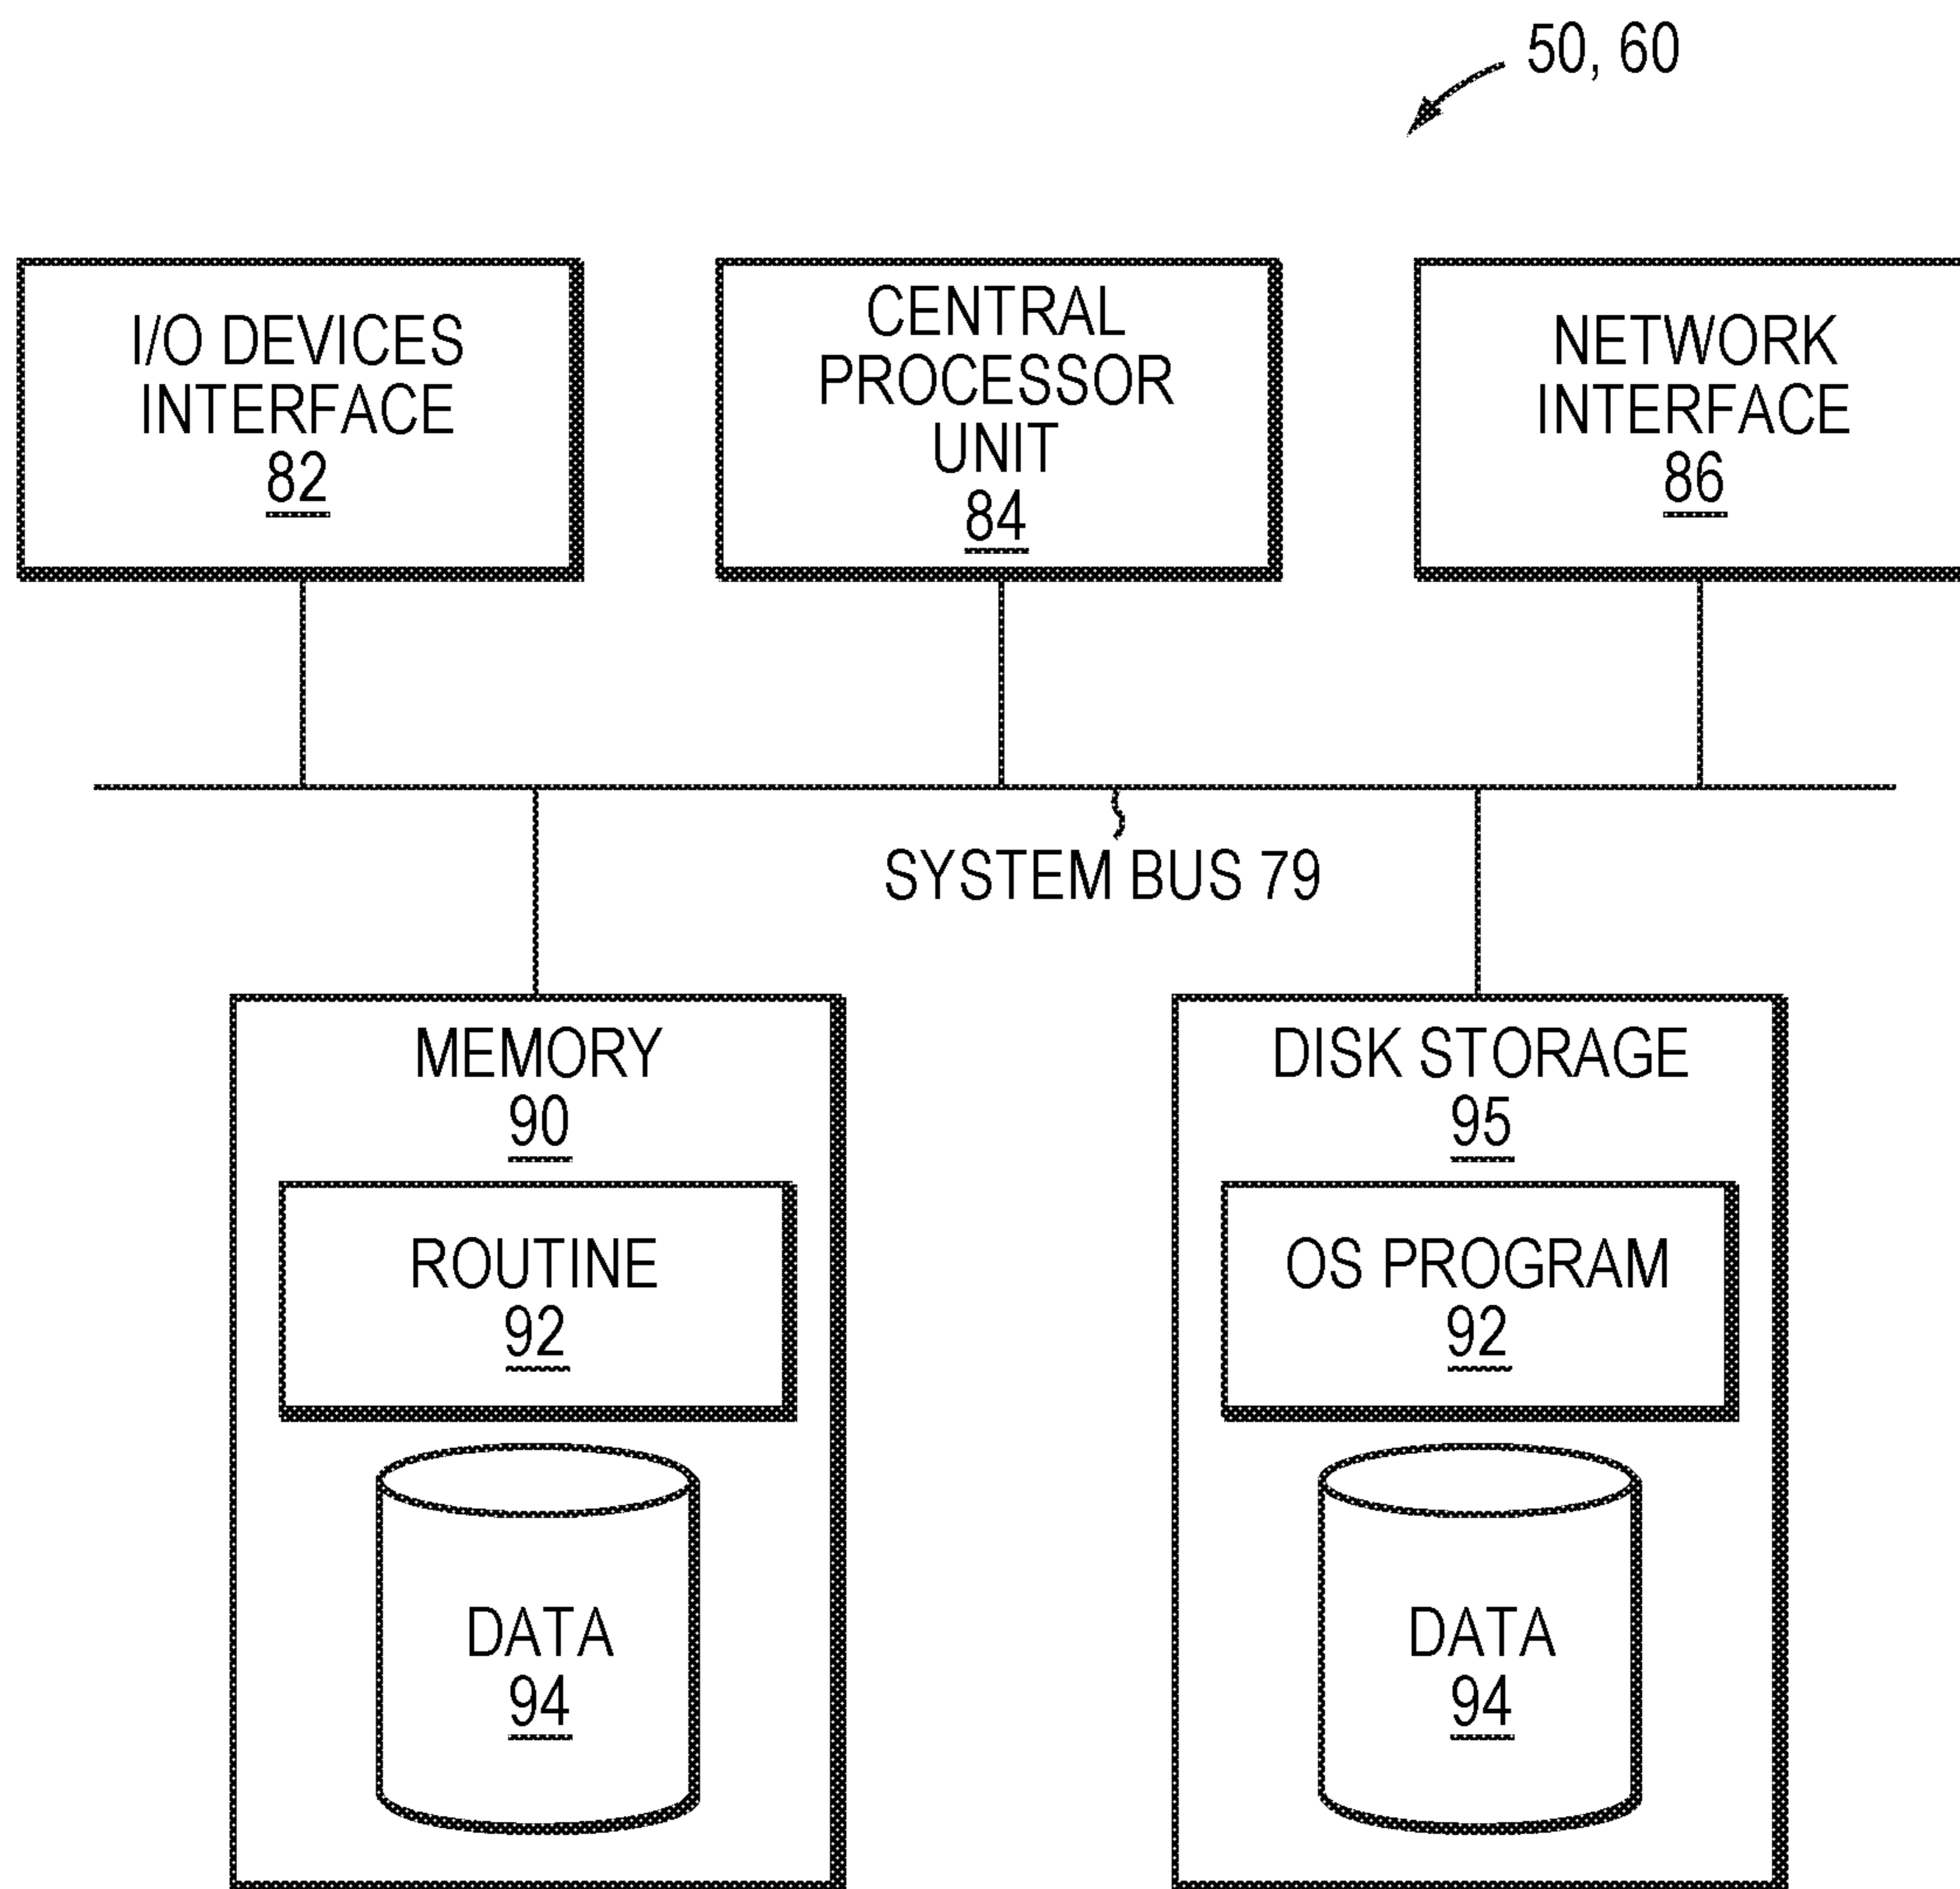 50, 60
I/O DEVICES
INTERFACE
82
CENTRAL
PROCESSOR
UNIT
84
NETWORK
INTERFACE
86
SYSTEM BUS 79
MEMORY
90
ROUTINE
92
DATA
94
DISK STORAGE
95
OS PROGRAM
92
DATA
94